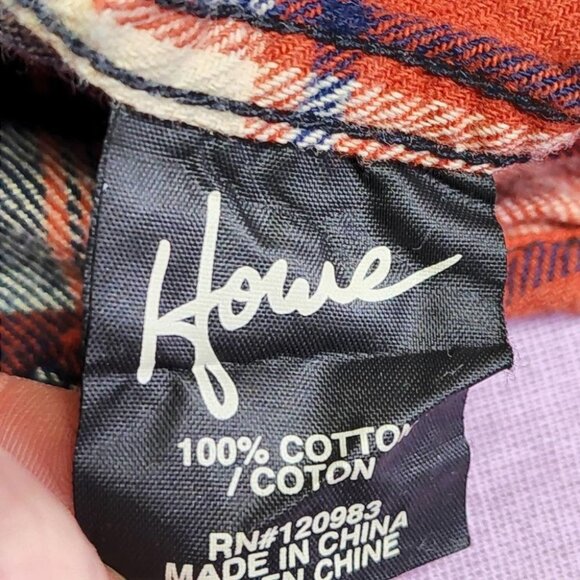 Howe
100% COTTO
/ COTON
RN#120983
MADE IN CHINA
EN CHINE